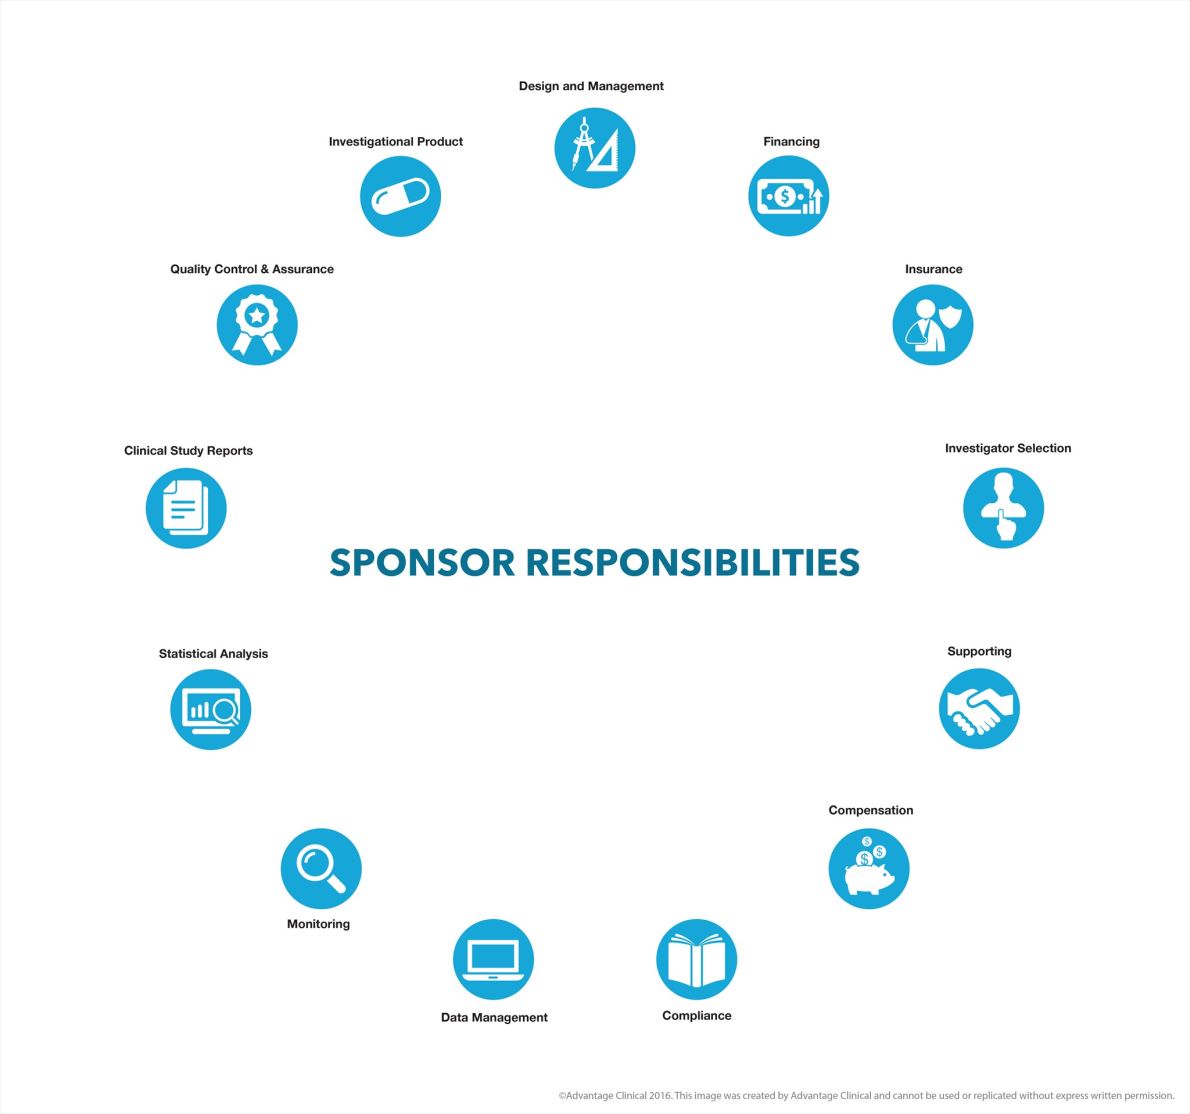 Design and Management
Investigational Product
Financing
Quality Control & Assurance
Insurance
Clinical Study Reports
Investigator Selection
SPONSOR RESPONSIBILITIES
Statistical Analysis
Supporting
Compensation
Monitoring
Data Management
Compliance
©Advantage Clinical 2016. This image was created by Advantage Clinical and cannot be used or replicated without express written permission.